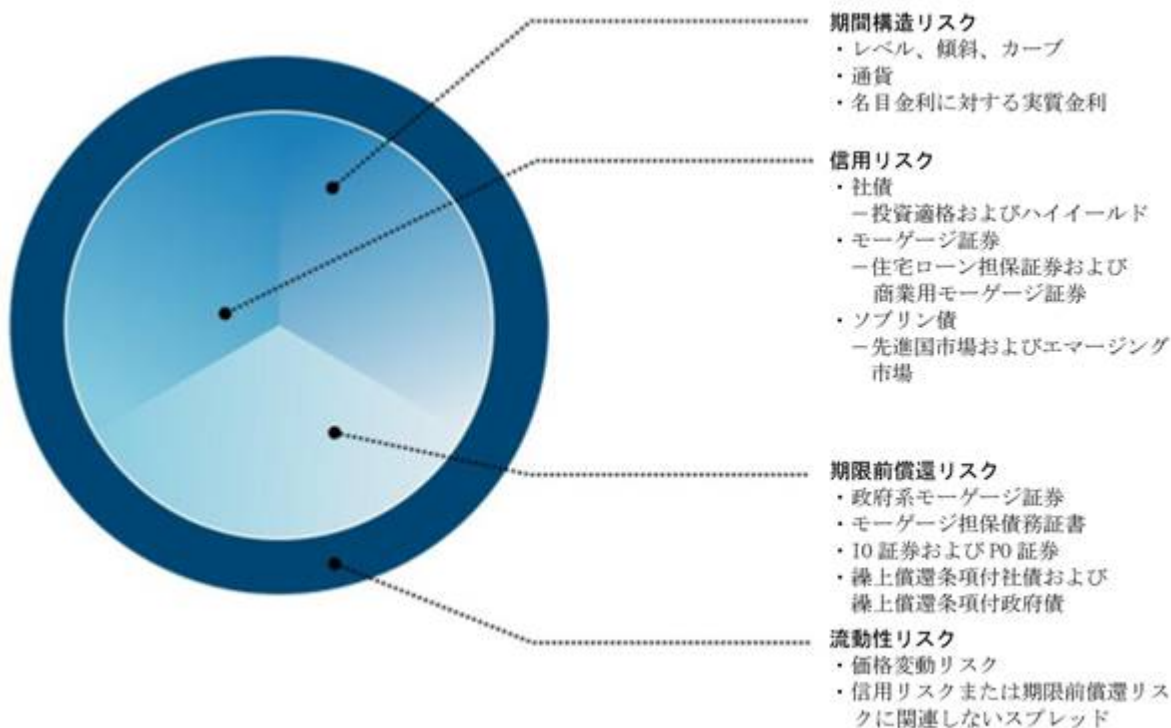 期間構造リスク
・レベル、傾斜、カーブ
・通貨
・名目金利に対する実質金利
信用リスク
・社債
－投資適格およびハイイールド
・モーゲージ証券
－住宅ローン担保証券および
商業用モーゲージ証券
・ソブリン債
－先進国市場およびエマージング
市場
期限前償還リスク
・政府系モーゲージ証券
・モーゲージ担保債務証書
・IO 証券および PO 証券
・繰上償還条項付社債および
繰上償還条項付政府債
流動性リスク
・価格変動リスク
・信用リスクまたは期限前償還リス
クに関連しないスプレッド